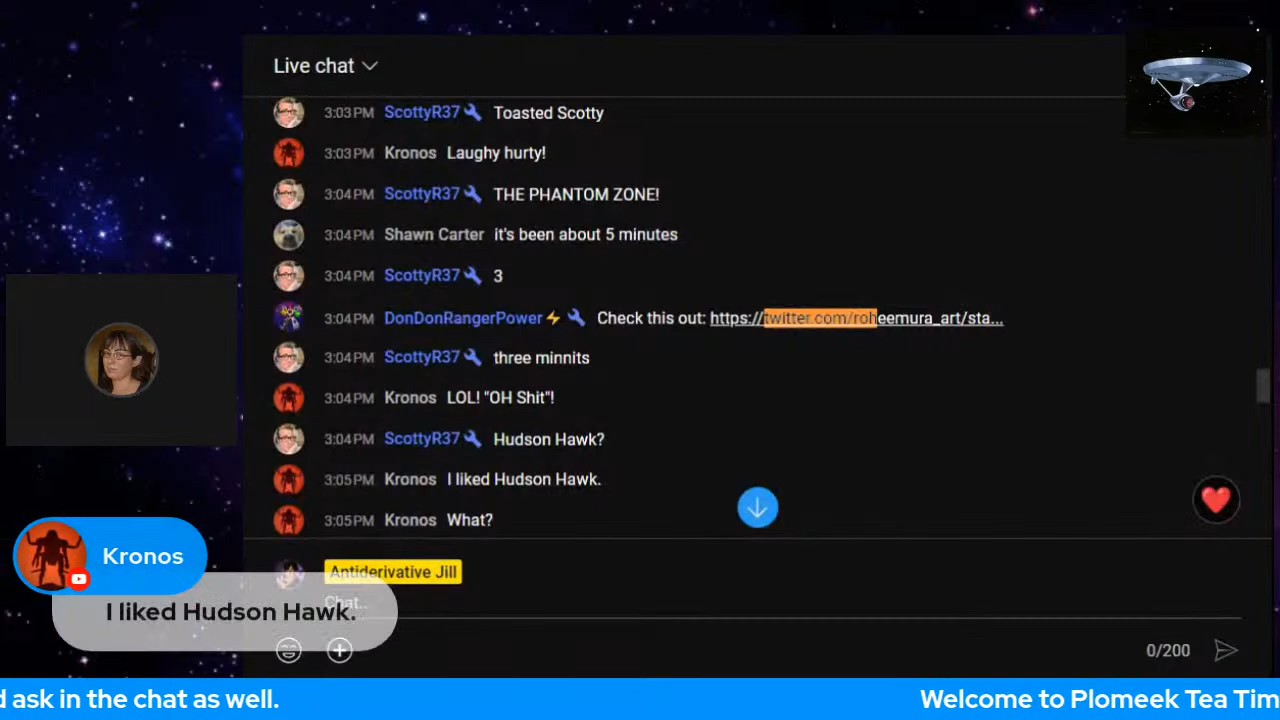 Live chat
3:03 PM ScottyR37 Toasted Scotty
3:03 PM Kronos Laughy hurty!
3:04 PM ScottyR37 THE PHANTOM ZONE!
3:04 PM Shawn Carter it's been about 5 minutes
3:04 PM ScottyR37 3
3:04 PM DonDonRangerPower⚡ Check this out: https://twitter.com/roheemura_art/sta...
3:04 PM ScottyR37 three minnits
3:04 PM Kronos LOL! "OH Shit"!
3:04 PM ScottyR37 Hudson Hawk?
3:05 PM Kronos I liked Hudson Hawk.
3:05 PM Kronos What?
Kronos
I liked Hudson Hawk.
Antiderivative Jill
Chat...
0/200
d ask in the chat as well.
Welcome to Plomeek Tea Tim